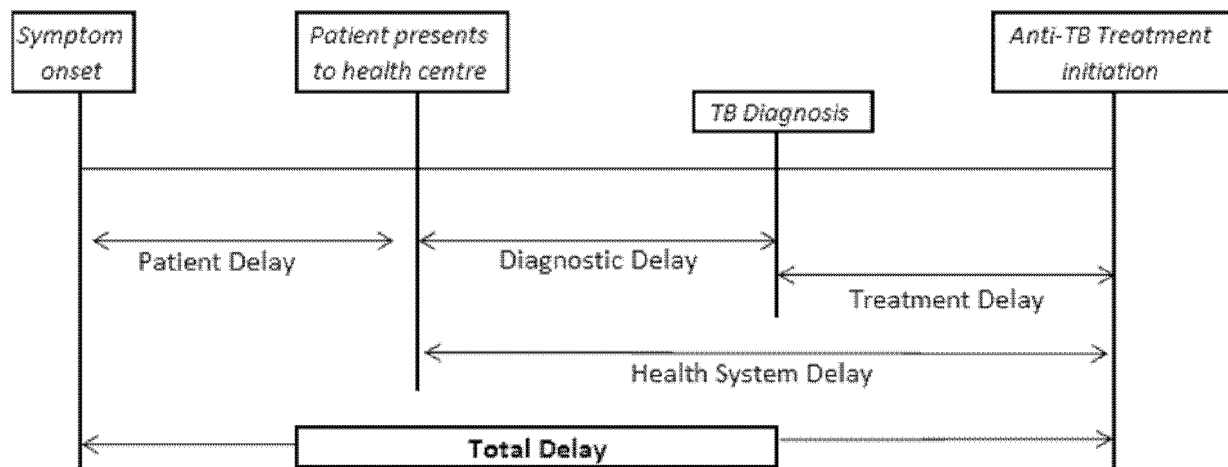 Symptom
onset
Patient presents
to health centre
Anti-TB Treatment
initiation
TB Diagnosis
Patient Delay
Diagnostic Delay
Treatment Delay
Health System Delay
Total Delay